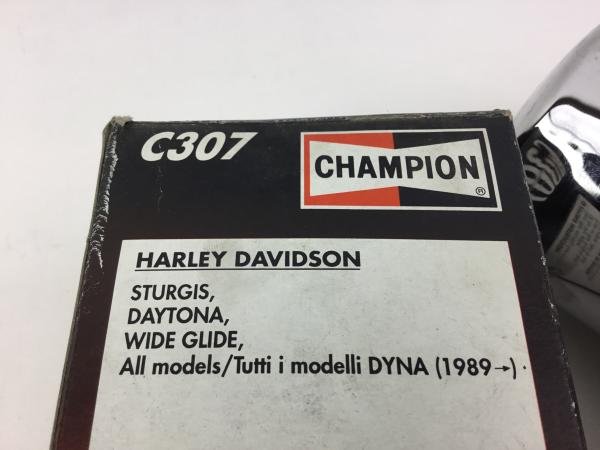 C307
CHAMPION
®
HARLEY DAVIDSON
STURGIS,
DAYTONA,
WIDE GLIDE,
All models/Tutti i modelli DYNA (1989→).